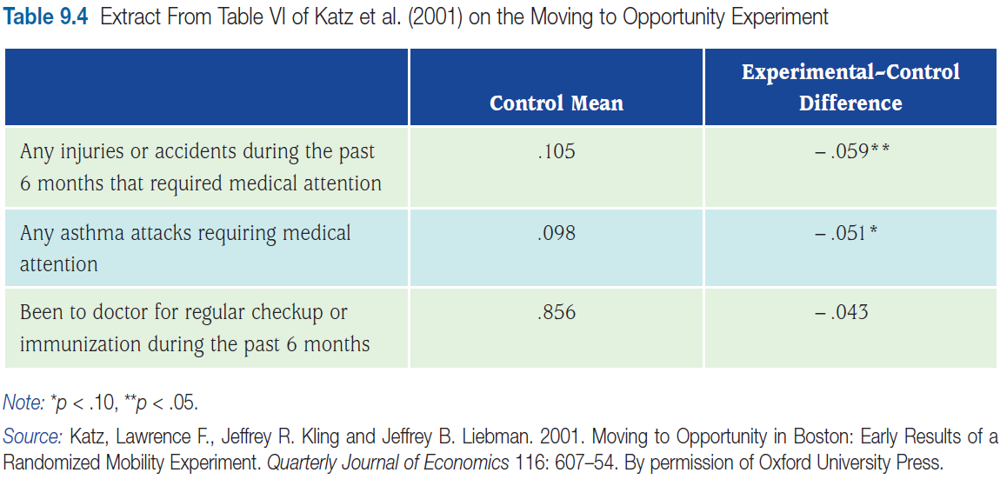 Table 9.4 Extract From Table VI of Katz et al. (2001) on the Moving to Opportunity Experiment
Control Mean
Experimental–Control
Difference
Any injuries or accidents during the past
6 months that required medical attention
.105
– .059**
Any asthma attacks requiring medical
attention
.098
– .051*
Been to doctor for regular checkup or
immunization during the past 6 months
.856
– .043
Note: *p < .10, **p < .05.
Source: Katz, Lawrence F., Jeffrey R. Kling and Jeffrey B. Liebman. 2001. Moving to Opportunity in Boston: Early Results of a
Randomized Mobility Experiment. Quarterly Journal of Economics 116: 607–54. By permission of Oxford University Press.